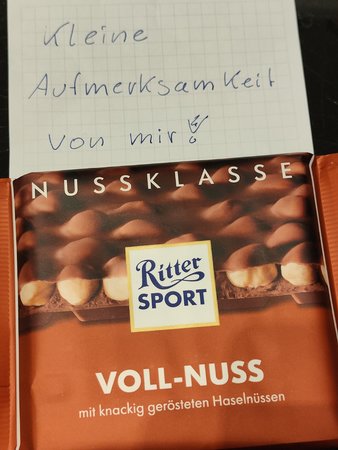 Kleine
Aufmerksamkeit
von mir!
NUSSKLASSE
Ritter
SPORT
VOLL-NUSS
mit knackig gerösteten Haselnüssen